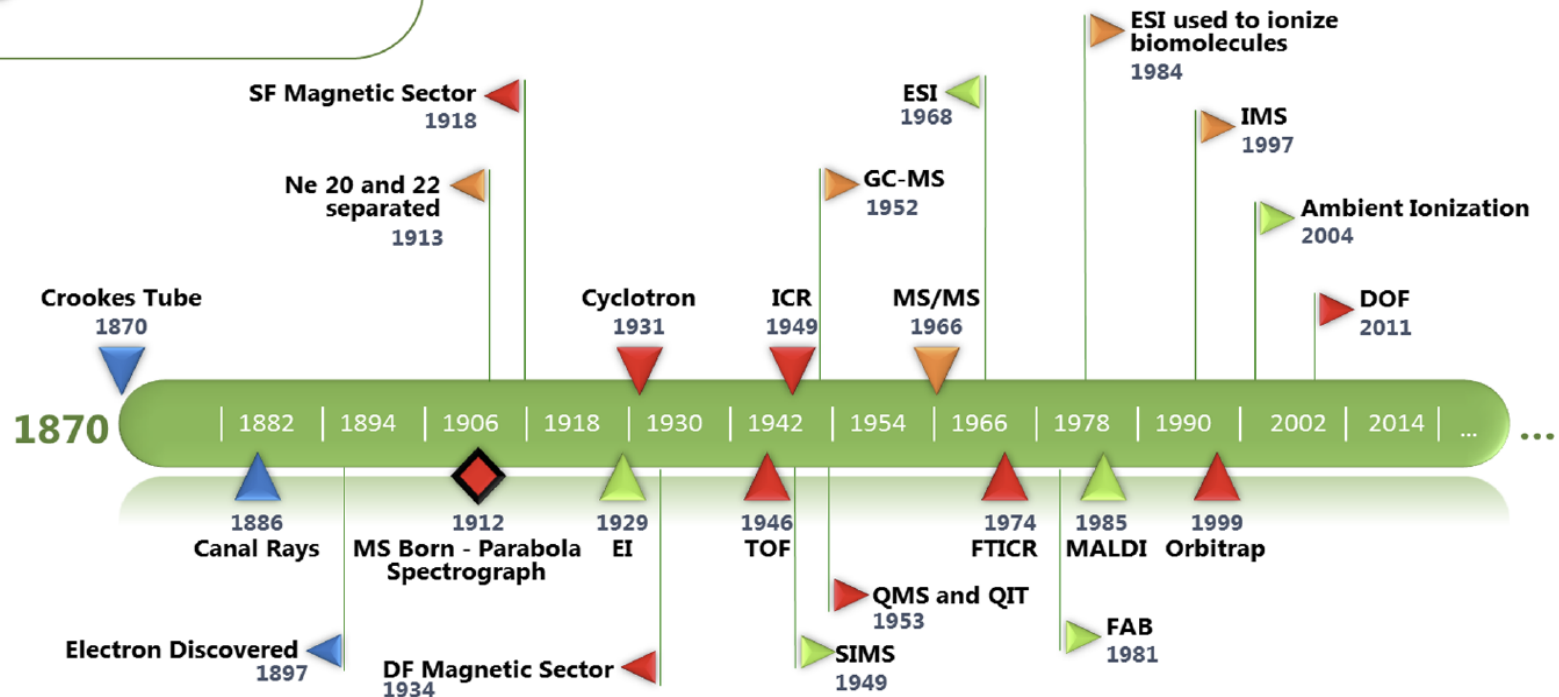 ESI used to ionize
biomolecules
1984
SF Magnetic Sector
1918
ESI
1968
IMS
1997
Ne 20 and 22
separated
1913
GC-MS
1952
Ambient Ionization
2004
Crookes Tube
1870
Cyclotron
1931
ICR
1949
MS/MS
1966
DOF
2011
1870
1882
1894
1906
1918
1930
1942
1954
1966
1978
1990
2002
2014
...
...
1886
Canal Rays
1912
MS Born - Parabola
Spectrograph
1929
EI
1946
TOF
1974
FTICR
1985
MALDI
1999
Orbitrap
QMS and QIT
1953
Electron Discovered
1897
DF Magnetic Sector
1934
SIMS
1949
FAB
1981